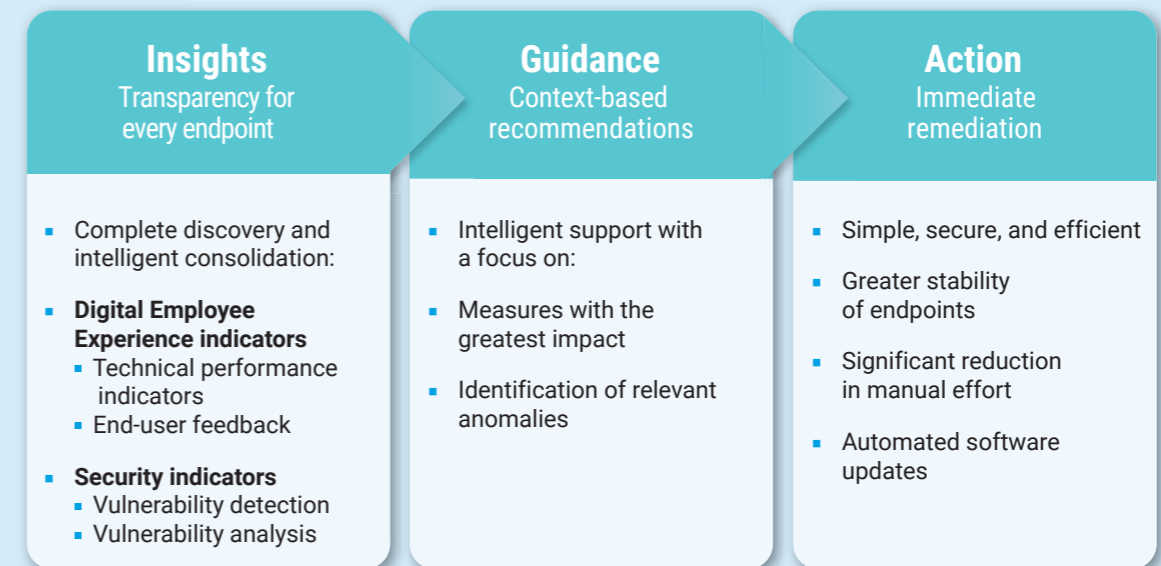 Insights
Transparency for
every endpoint
▪ Complete discovery and
intelligent consolidation:
▪ Digital Employee
Experience indicators
▪ Technical performance
indicators
▪ End-user feedback
▪ Security indicators
▪ Vulnerability detection
▪ Vulnerability analysis
Guidance
Context-based
recommendations
▪ Intelligent support with
a focus on:
▪ Measures with the
greatest impact
▪ Identification of relevant
anomalies
Action
Immediate
remediation
▪ Simple, secure, and efficient
▪ Greater stability
of endpoints
▪ Significant reduction
in manual effort
▪ Automated software
updates